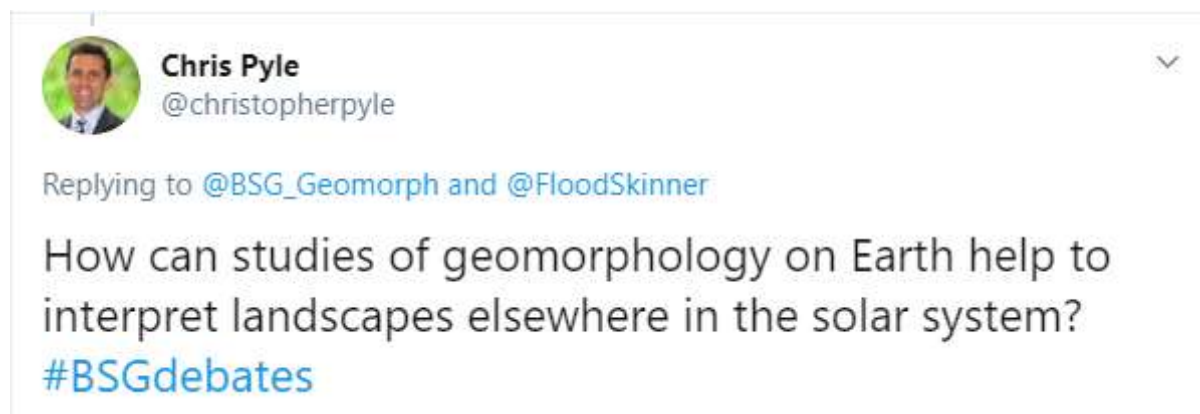 Chris Pyle
@christopherpyle
Replying to @BSG_Geomorph and @FloodSkinner
How can studies of geomorphology on Earth help to
interpret landscapes elsewhere in the solar system?
#BSGdebates